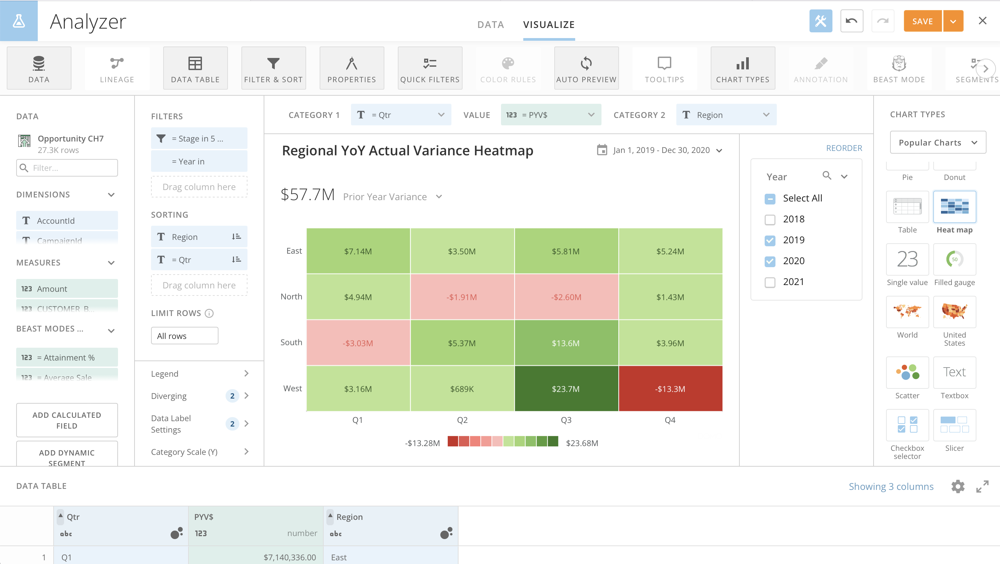 Analyzer
DATA
VISUALIZE
SAVE
DATA
LINEAGE
DATA TABLE
FILTER & SORT
PROPERTIES
QUICK FILTERS
COLOR RULES
AUTO PREVIEW
TOOLTIPS
CHART TYPES
ANNOTATION
BEAST MODE
SEGMENTS
DATA
Opportunity CH7
27.3K rows
Filter...
DIMENSIONS
T AccountId
T CampaignId
MEASURES
123 Amount
123 CUSTOMER_B...
BEAST MODES ...
123 = Attainment %
123 = Average Sale
ADD CALCULATED
FIELD
ADD DYNAMIC
SEGMENT
FILTERS
= Stage in 5 ...
= Year in
Drag column here
SORTING
T Region
T = Qtr
Drag column here
LIMIT ROWS
All rows
Legend
Diverging 2
Data Label
Settings 2
Category Scale (Y)
CATEGORY 1 T = Qtr
VALUE 123 = PYV$
CATEGORY 2 T Region
Regional YoY Actual Variance Heatmap
Jan 1, 2019 - Dec 30, 2020
$57.7M Prior Year Variance
East $7.14M $3.50M $5.81M $5.24M
North $4.94M -$1.91M -$2.60M $1.43M
South -$3.03M $5.37M $13.6M $3.96M
West $3.16M $689K $23.7M -$13.3M
Q1 Q2 Q3 Q4
-$13.28M $23.68M
REORDER
Year
Select All
2018
2019
2020
2021
CHART TYPES
Popular Charts
Pie Donut
Table Heat map
23 50
Single value Filled gauge
World United
States
Text
Scatter Textbox
Checkbox
selector
Slicer
DATA TABLE
Showing 3 columns
Qtr PYV$ Region
abc 123 number abc
1 Q1 $7,140,336.00 East